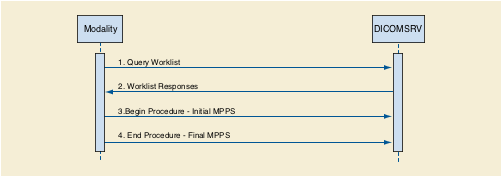 Modality
DICOMSRV
1. Query Worklist
2. Worklist Responses
3.Begin Procedure - Initial MPPS
4. End Procedure - Final MPPS